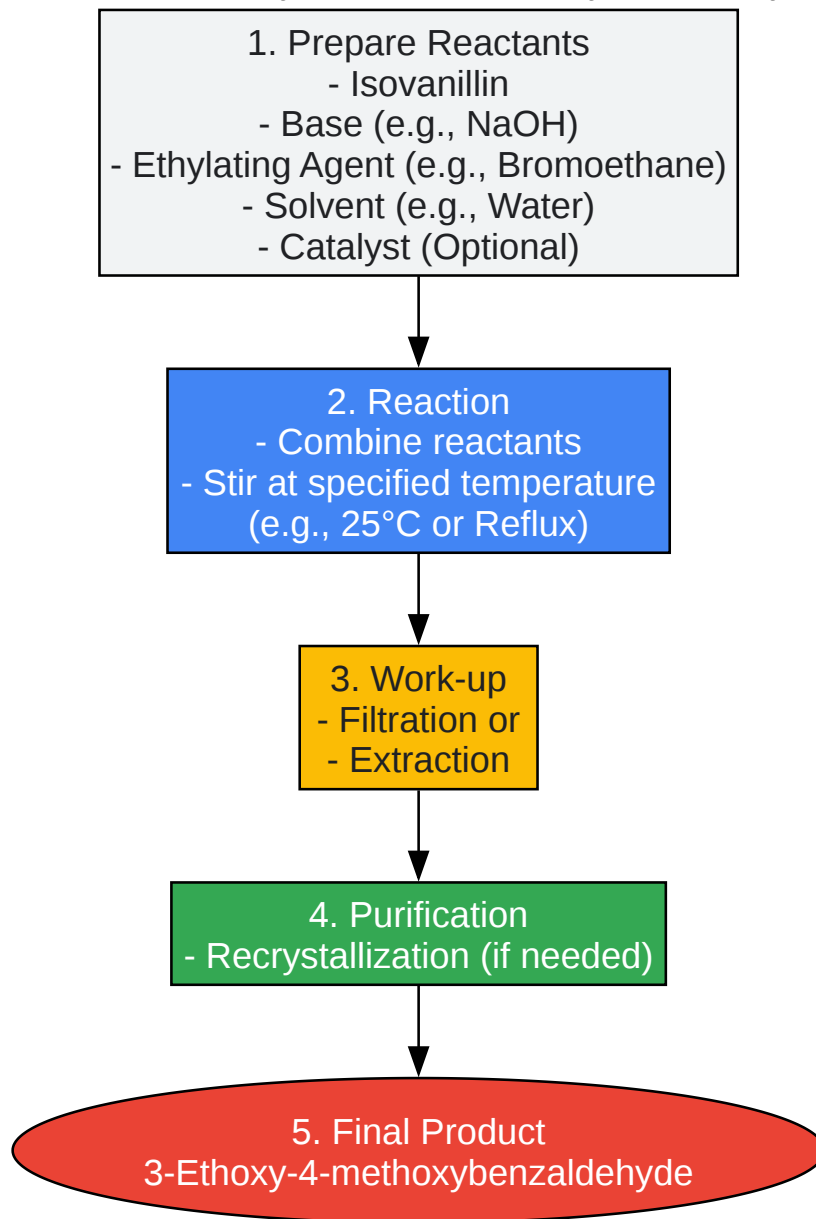 1. Prepare Reactants
- Isovanillin
- Base (e.g., NaOH)
- Ethylating Agent (e.g., Bromoethane)
- Solvent (e.g., Water)
- Catalyst (Optional)
2. Reaction
- Combine reactants
- Stir at specified temperature
(e.g., 25°C or Reflux)
3. Work-up
- Filtration or
- Extraction
4. Purification
- Recrystallization (if needed)
5. Final Product
3-Ethoxy-4-methoxybenzaldehyde